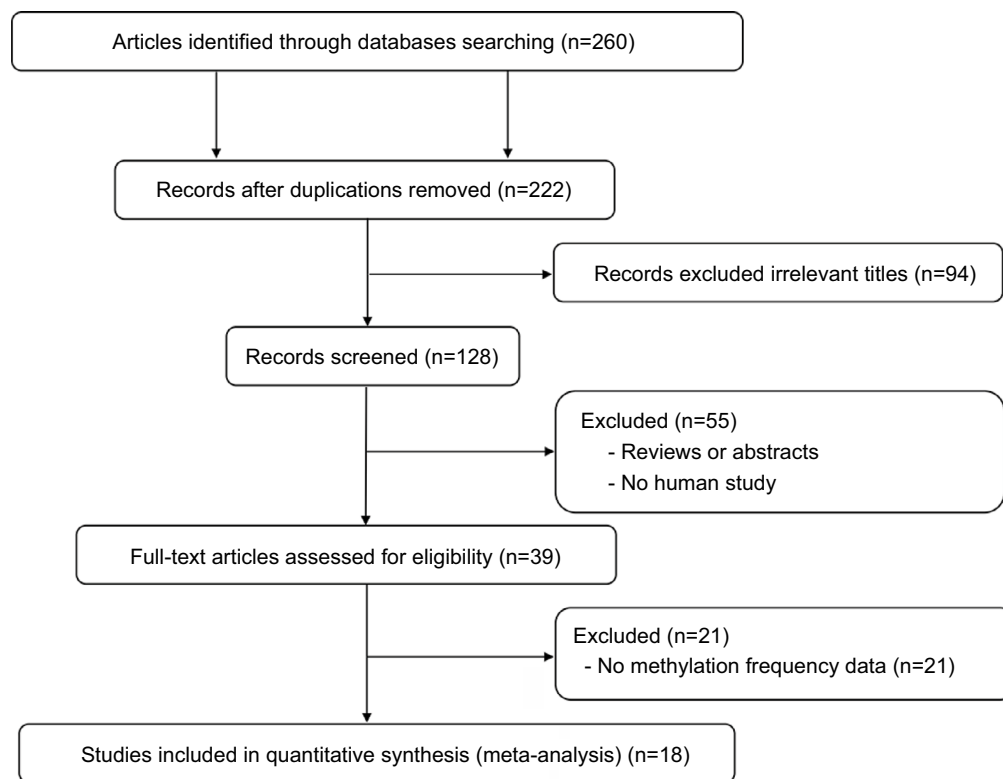 Articles identified through databases searching (n=260)
Records after duplications removed (n=222)
Records excluded irrelevant titles (n=94)
Records screened (n=128)
Excluded (n=55)
- Reviews or abstracts
- No human study
Full-text articles assessed for eligibility (n=39)
Excluded (n=21)
- No methylation frequency data (n=21)
Studies included in quantitative synthesis (meta-analysis) (n=18)